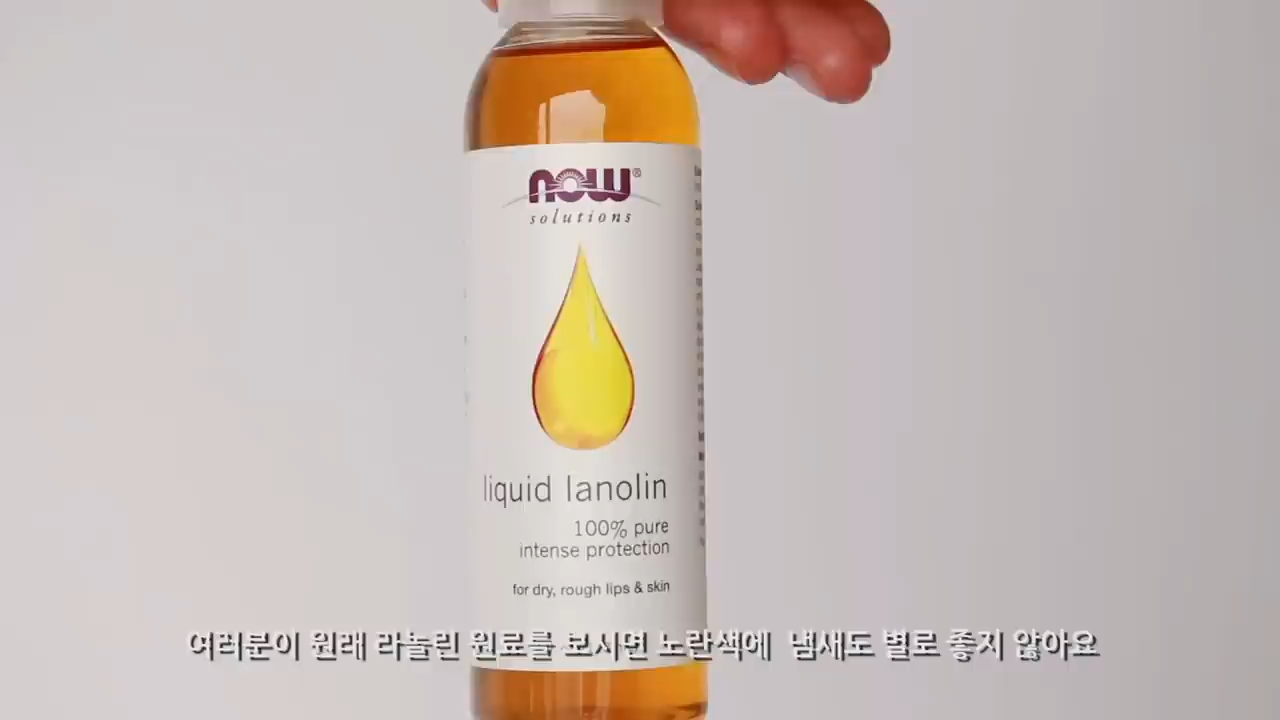 now®
solutions
liquid lanolin
100% pure
intense protection
for dry, rough lips & skin
여러분이 원래 라놀린 원료를 보시면 노란색에 냄새도 별로 좋지 않아요